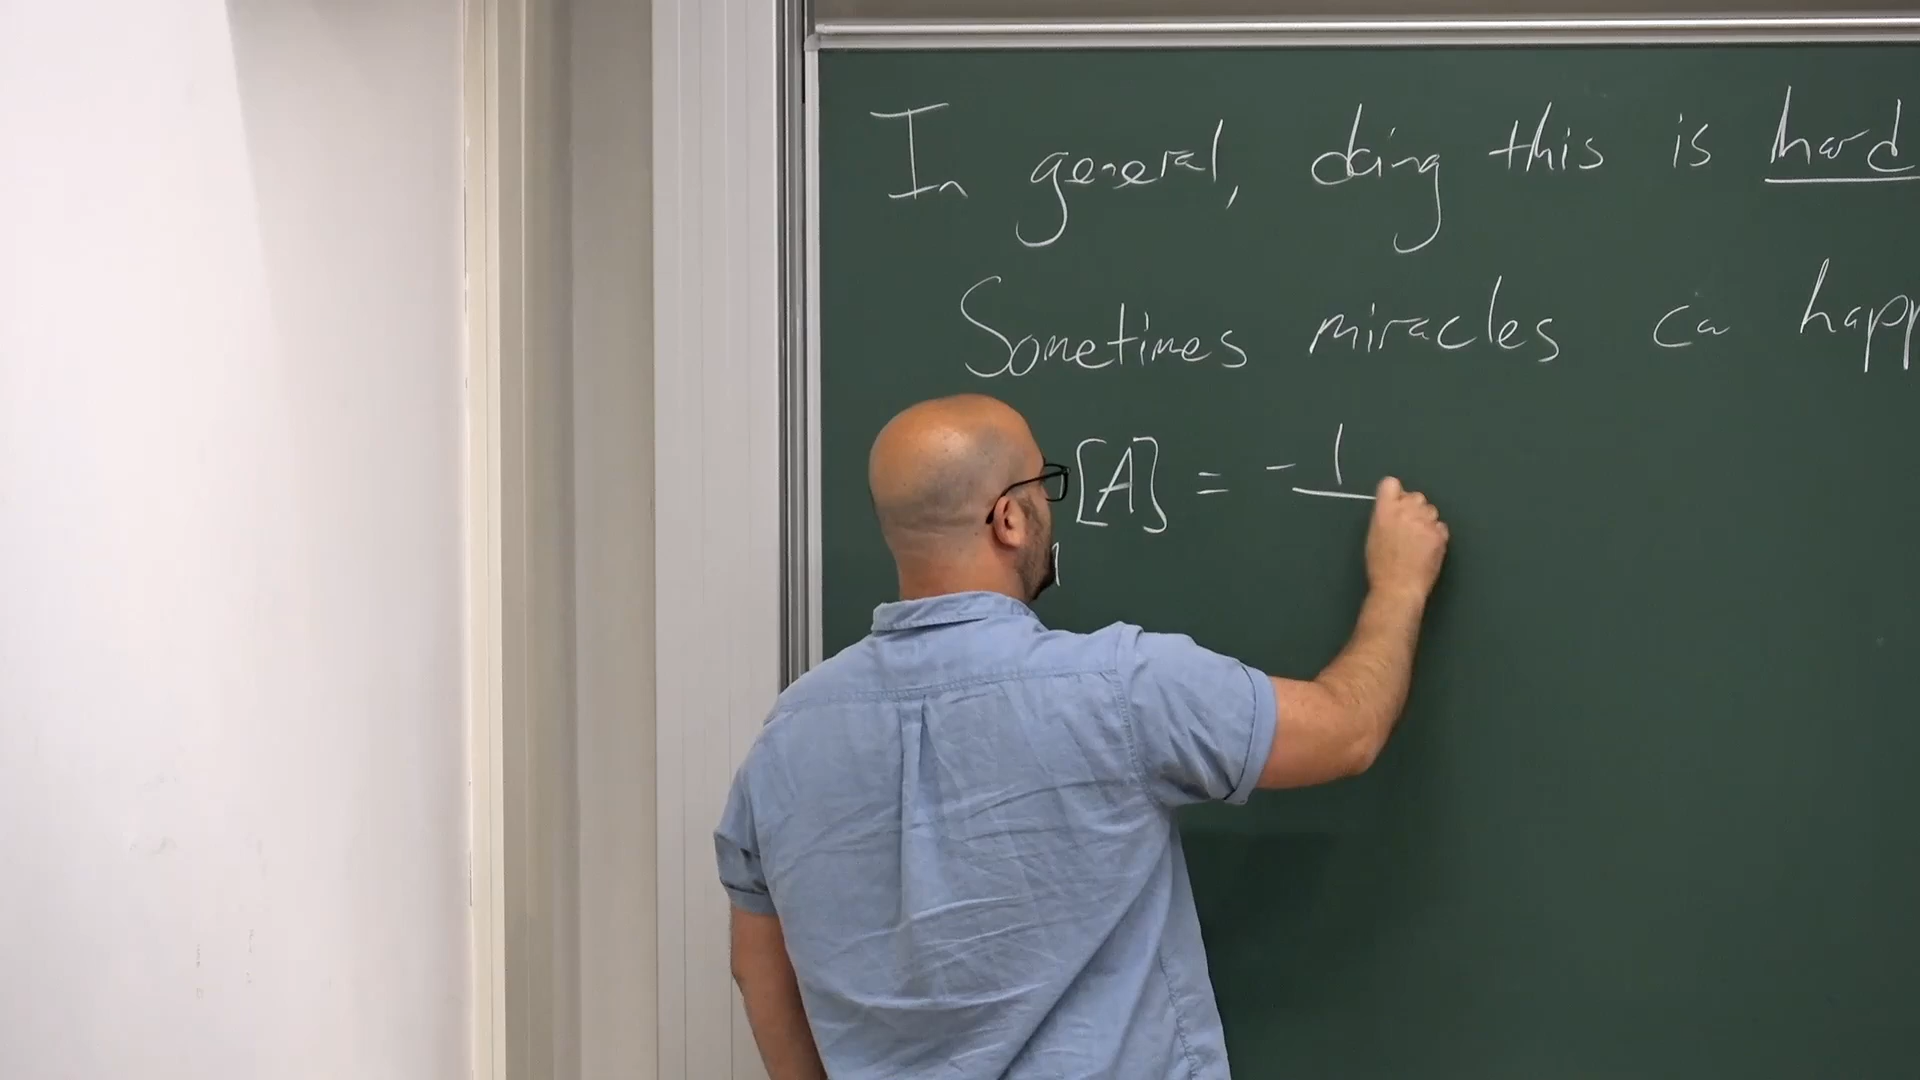 In general, doing this is hard
Sometimes miracles ca happ
[A] = - 1